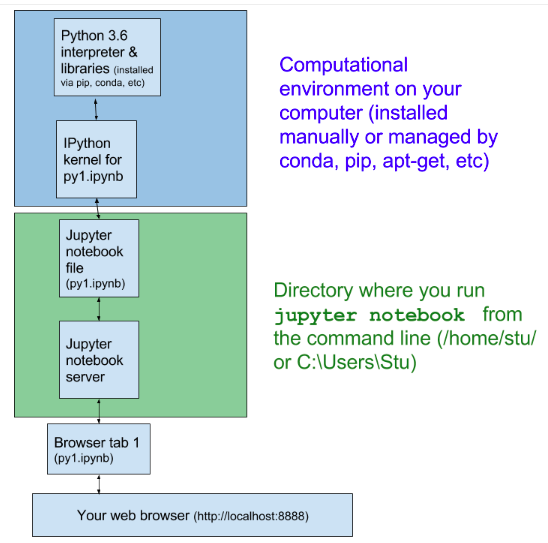 Python 3.6
interpreter &
libraries (installed
via pip, conda, etc)
IPython
kernel for
py1.ipynb
Computational
environment on your
computer (installed
manually or managed by
conda, pip, apt-get, etc)
Jupyter
notebook
file
(py1.ipynb)
Jupyter
notebook
server
Directory where you run
jupyter notebook from
the command line (/home/stu/
or C:\Users\Stu)
Browser tab 1
(py1.ipynb)
Your web browser (http://localhost:8888)